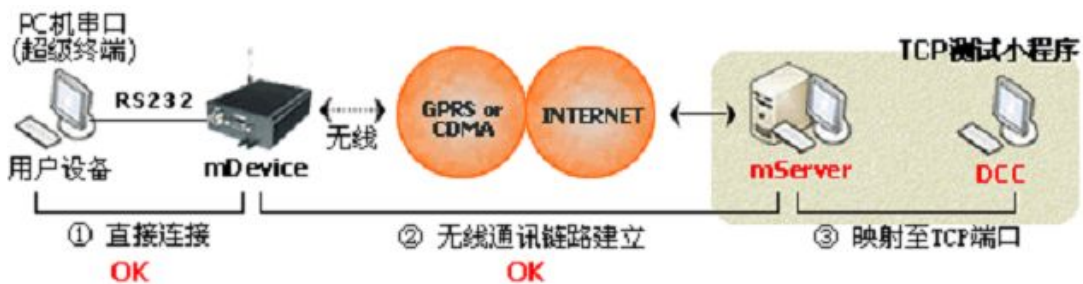 PC机串口
(超级终端)
TCP测试小程序
RS232
GPRS or
CDMA
INTERNET
无线
用户设备
mDevice
mServer
DCC
① 直接连接
② 无线通讯链路建立
③ 映射至TCP端口
OK
OK